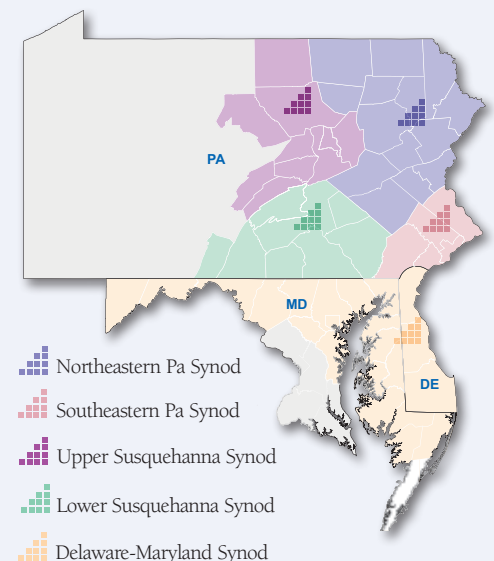 PA
MD
DE
Northeastern Pa Synod
Southeastern Pa Synod
Upper Susquehanna Synod
Lower Susquehanna Synod
Delaware-Maryland Synod